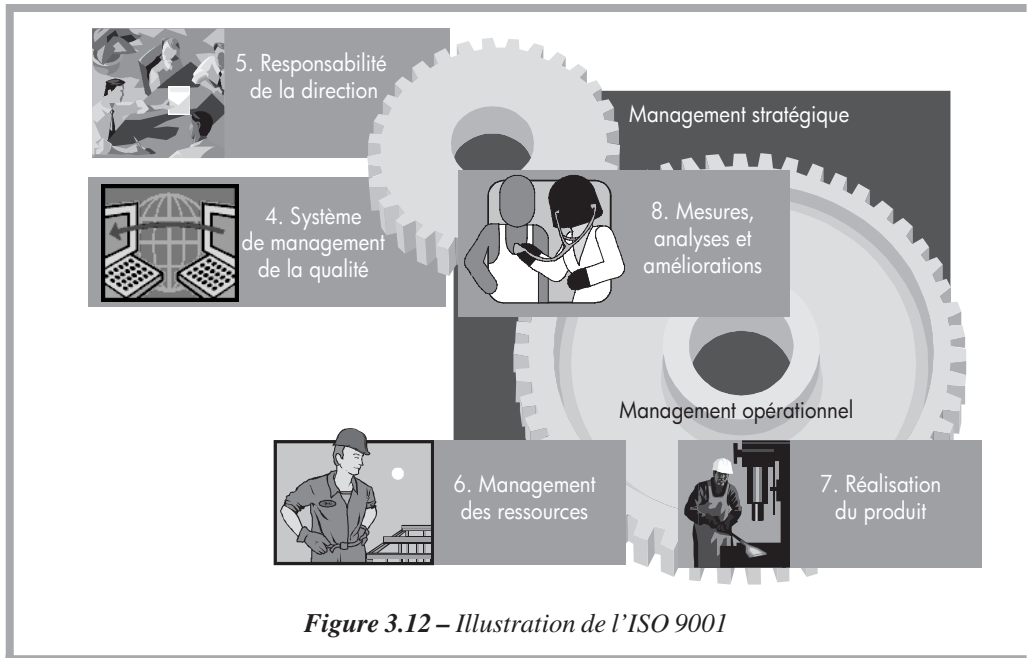 5. Responsabilité
de la direction
Management stratégique
4. Système
de management
de la qualité
8. Mesures,
analyses et
améliorations
Management opérationnel
6. Management
des ressources
7. Réalisation
du produit
Figure 3.12 – Illustration de l'ISO 9001